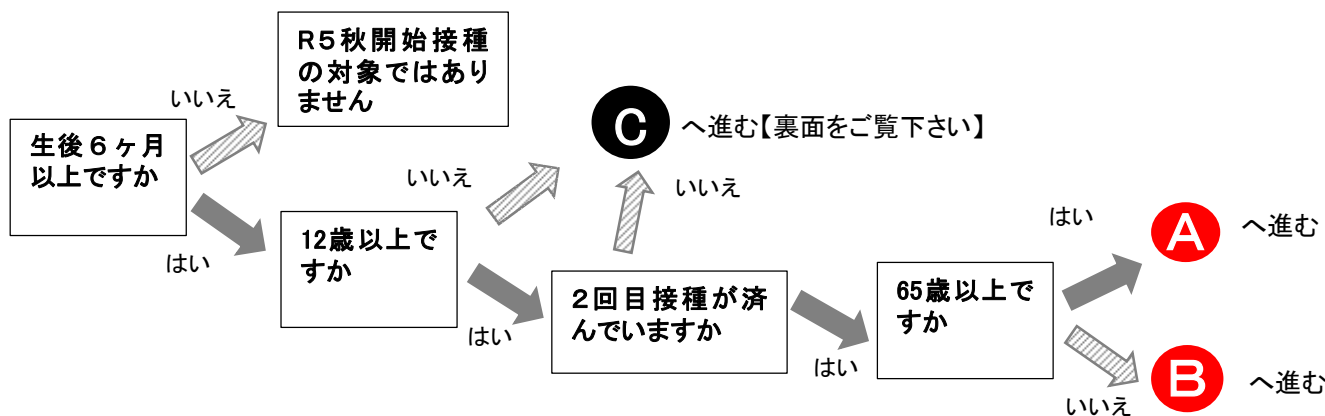 R5秋開始接種
の対象ではあり
ません
いいえ
生後6ヶ月
以上ですか
はい
C へ進む【裏面をご覧下さい】
いいえ
いいえ
12歳以上で
すか
はい
2回目接種が済
んでいますか
はい
65歳以上で
すか
はい
A へ進む
いいえ
B へ進む